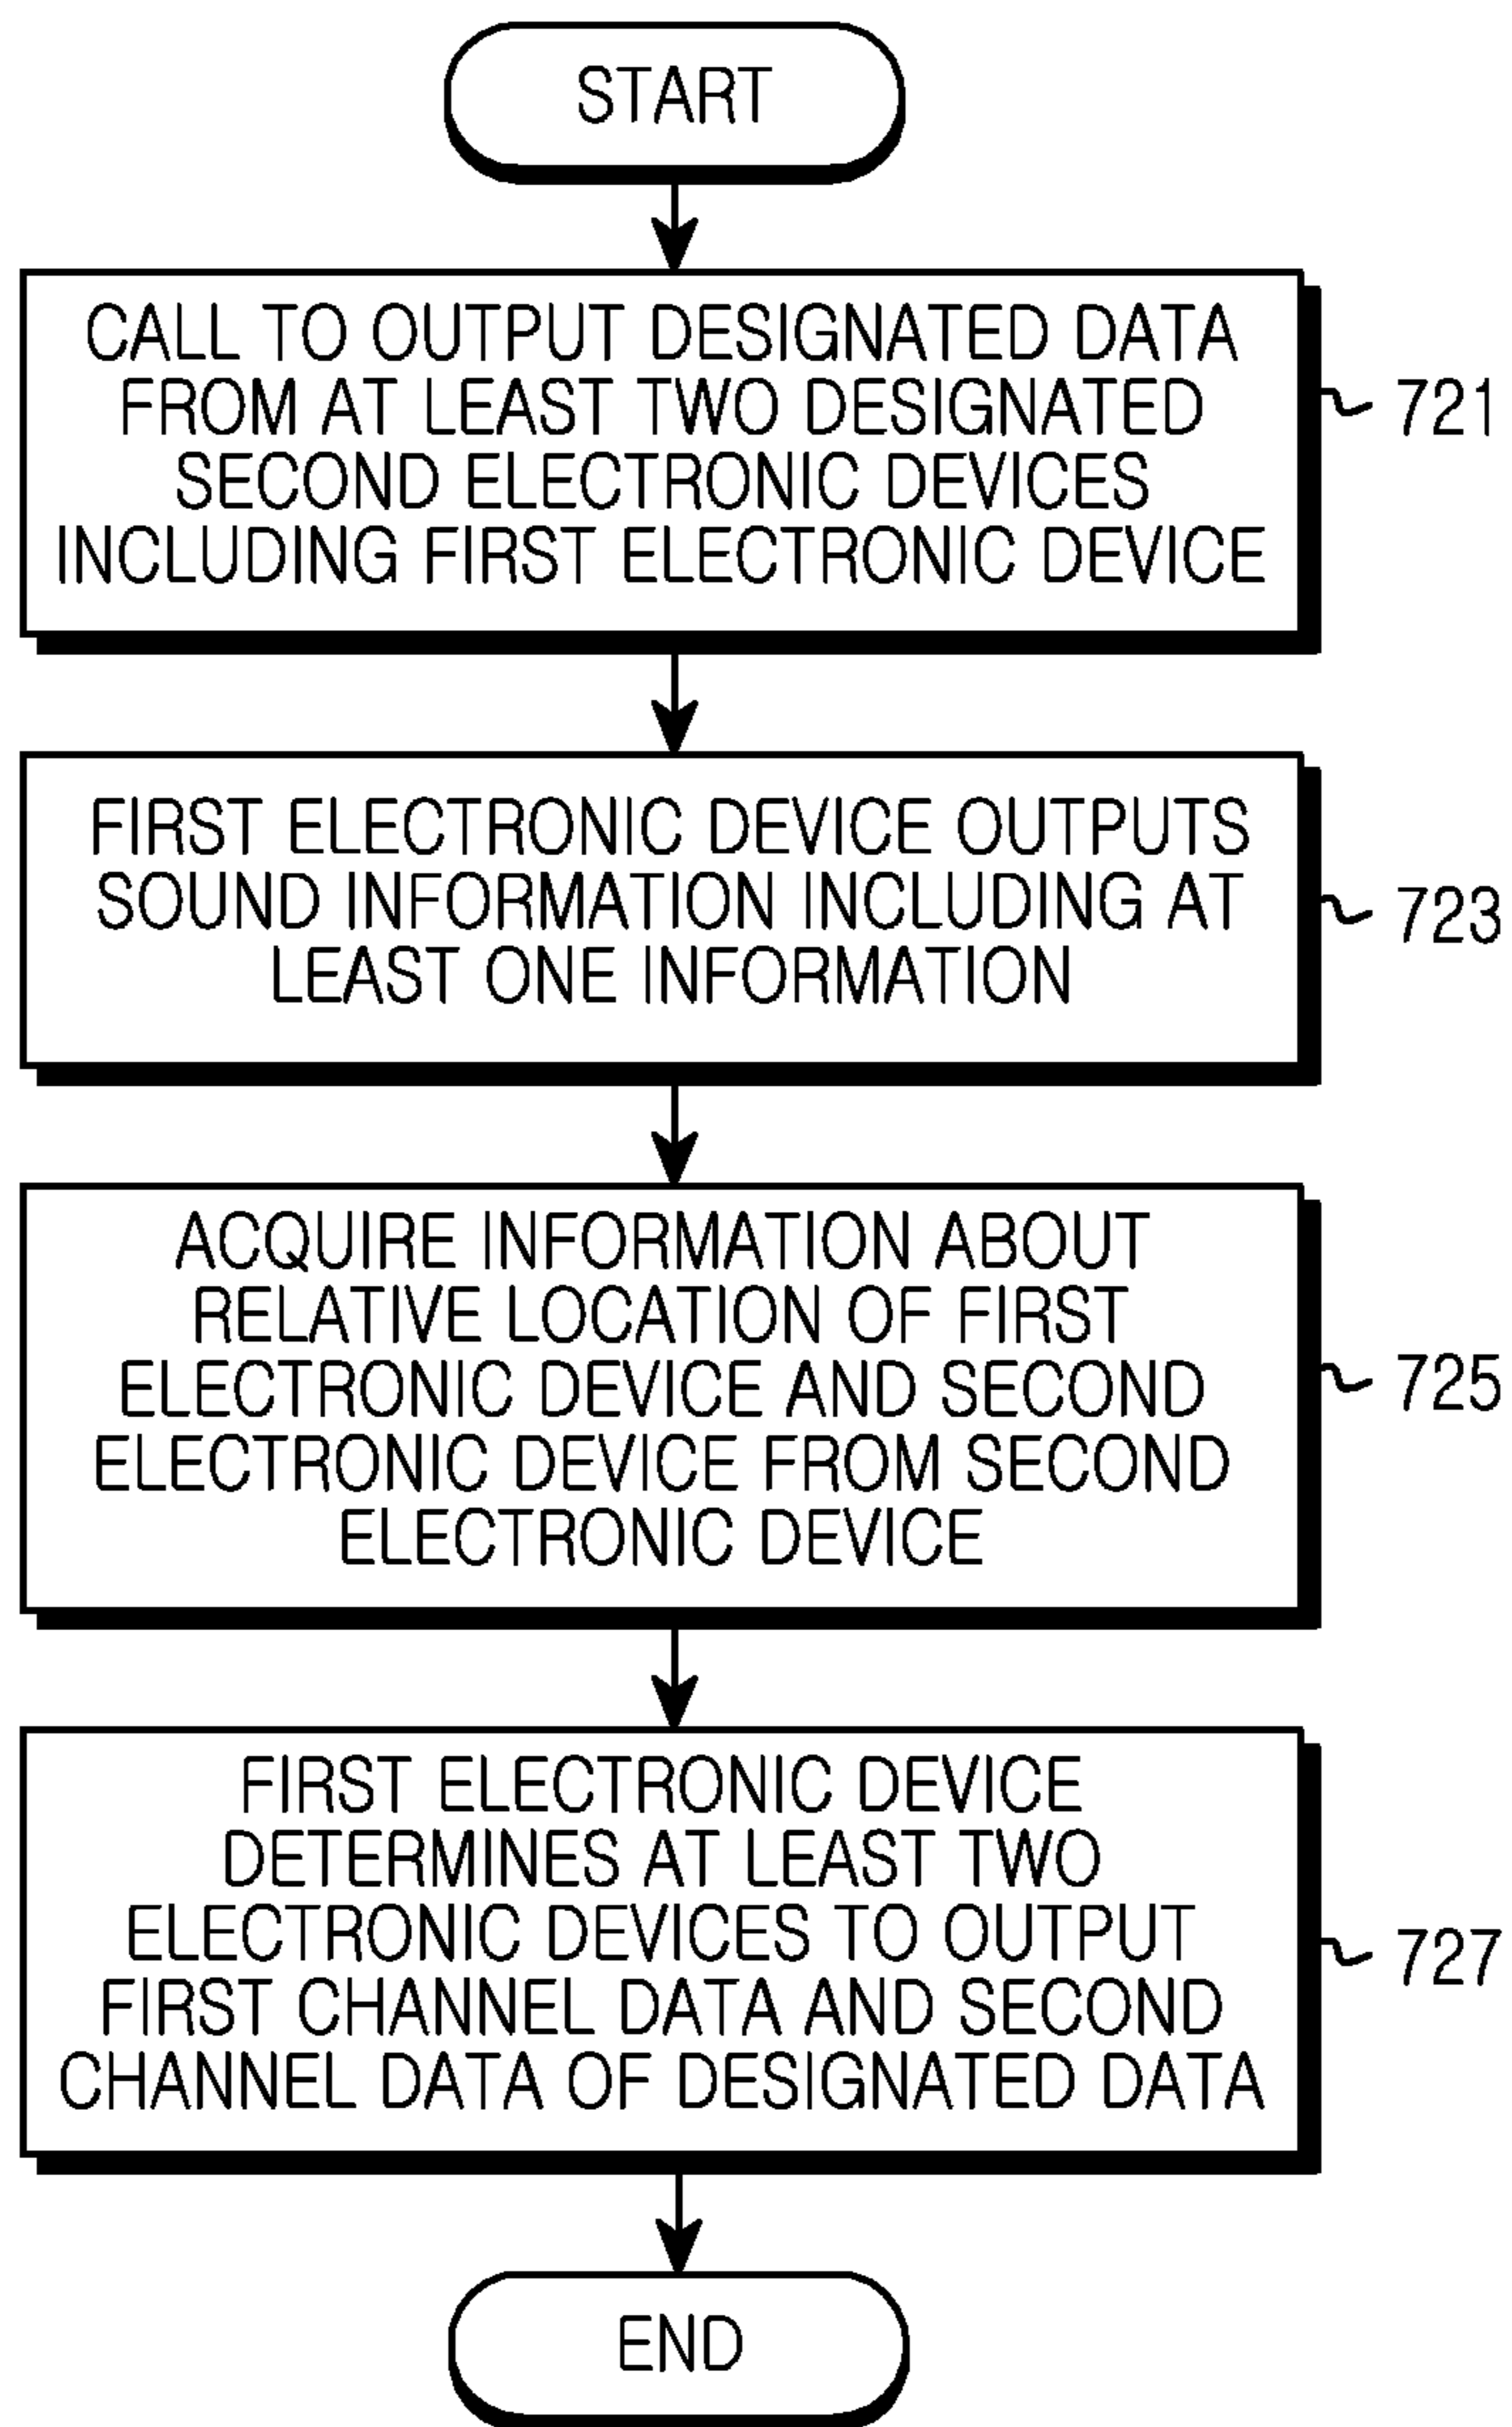 START
CALL TO OUTPUT DESIGNATED DATA
FROM AT LEAST TWO DESIGNATED
SECOND ELECTRONIC DEVICES
INCLUDING FIRST ELECTRONIC DEVICE
721
FIRST ELECTRONIC DEVICE OUTPUTS
SOUND INFORMATION INCLUDING AT
LEAST ONE INFORMATION
723
ACQUIRE INFORMATION ABOUT
RELATIVE LOCATION OF FIRST
ELECTRONIC DEVICE AND SECOND
ELECTRONIC DEVICE FROM SECOND
ELECTRONIC DEVICE
725
FIRST ELECTRONIC DEVICE
DETERMINES AT LEAST TWO
ELECTRONIC DEVICES TO OUTPUT
FIRST CHANNEL DATA AND SECOND
CHANNEL DATA OF DESIGNATED DATA
727
END